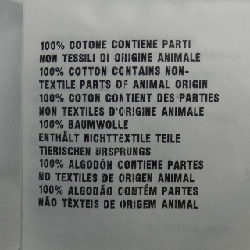 100% COTONE CONTIENE PARTI
NON TESSILI DI ORIGINE ANIMALE
100% COTTON CONTAINS NON-
TEXTILE PARTS OF ANIMAL ORIGIN
100% COTON CONTIENT DES PARTIES
NON TEXTILES D'ORIGINE ANIMALE
100% BAUMWOLLE
ENTHÄLT NICHTTEXTILE TEILE
TIERISCHEN URSPRUNGS
100% ALGODÓN CONTIENE PARTES
NO TEXTILES DE ORIGEN ANIMAL
100% ALGODÃO CONTÉM PARTES
NÃO TÊXTEIS DE ORIGEM ANIMAL